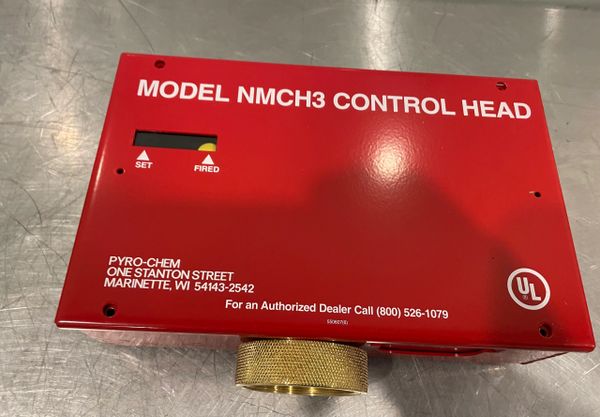 MODEL NMCH3 CONTROL HEAD
SET
FIRED
PYRO-CHEM
ONE STANTON STREET
MARINETTE, WI 54143-2542
UL
For an Authorized Dealer Call (800) 526-1079